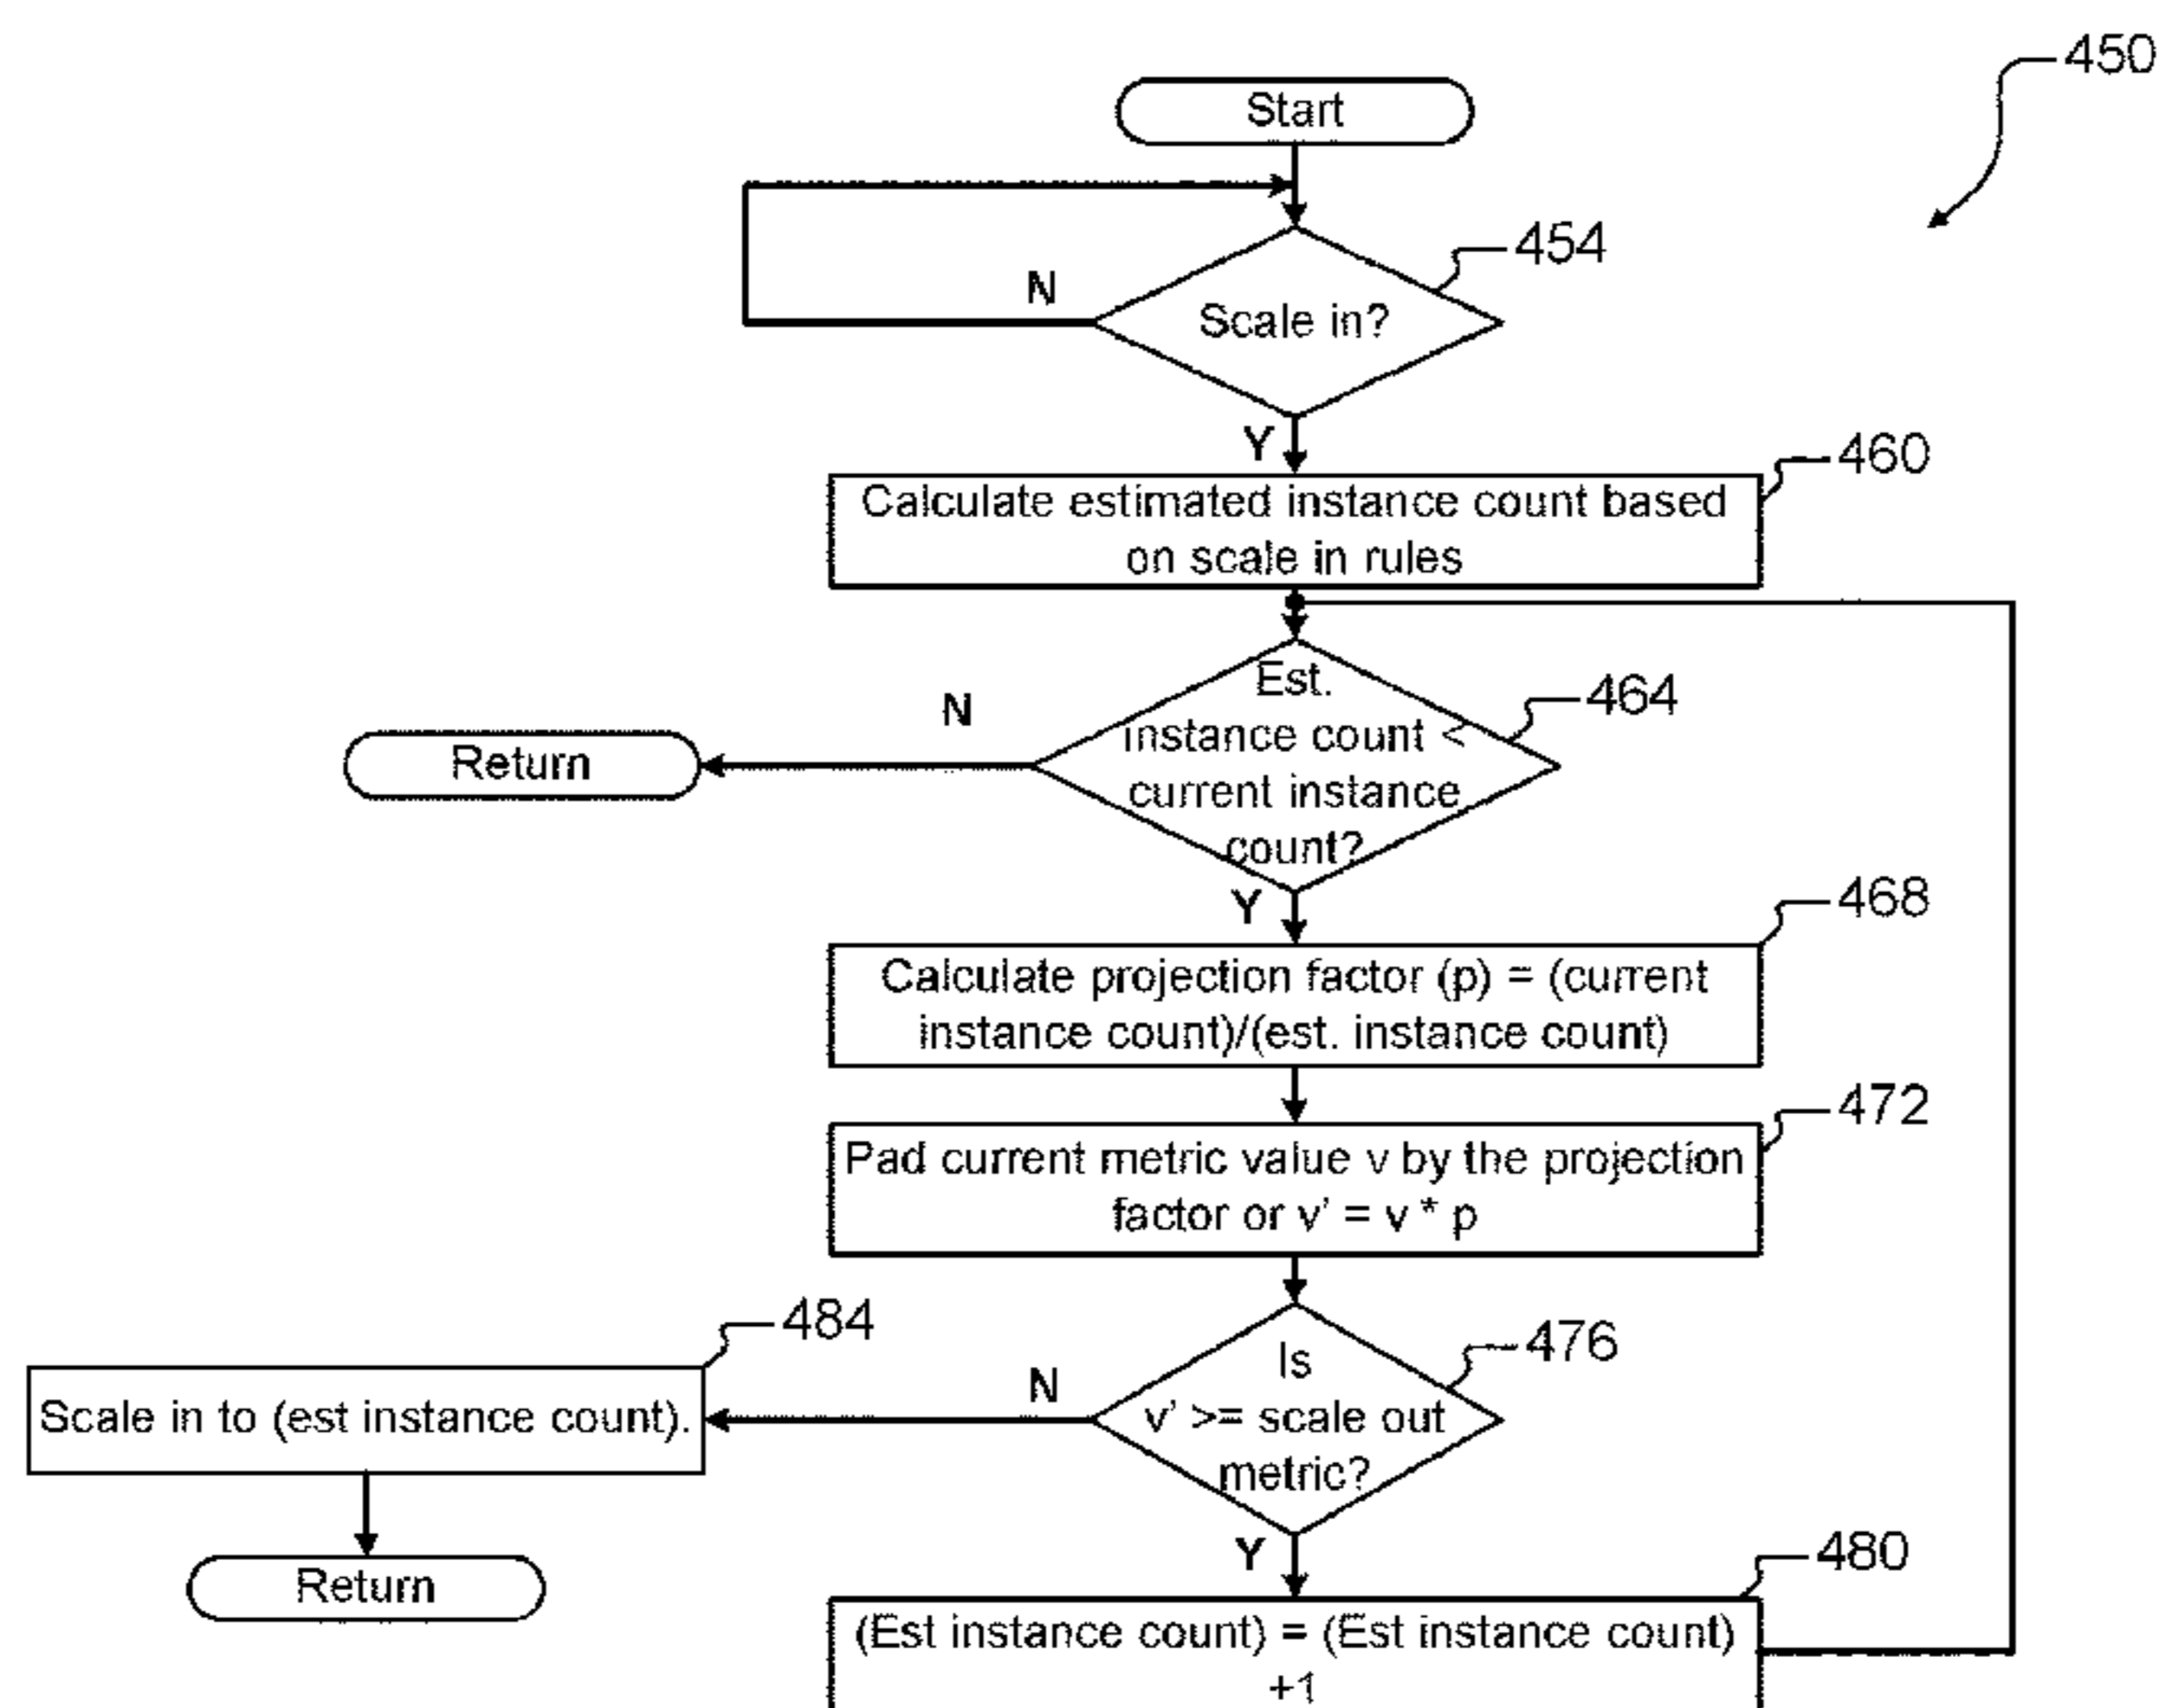 450
Start
454
N
Scale in?
Y
460
Calculate estimated instance count based
on scale in rules
464
N
Est.
instance count <
current instance
count?
Return
Y
468
Calculate projection factor (p) = (current
instance count)/(est. instance count)
472
Pad current metric value v by the projection
factor or v' = v * p
484
476
N
Is
v' >= scale out
metric?
Scale in to (est instance count).
Y
480
Return
(Est instance count) = (Est instance count)
+1